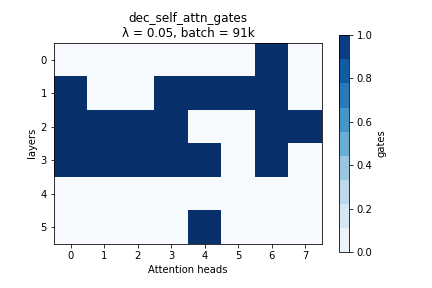 dec_self_attn_gates
λ = 0.05, batch = 91k
0
1
2
3
4
5
layers
0 1 2 3 4 5 6 7
Attention heads
1.0
0.8
0.6
0.4
0.2
0.0
gates